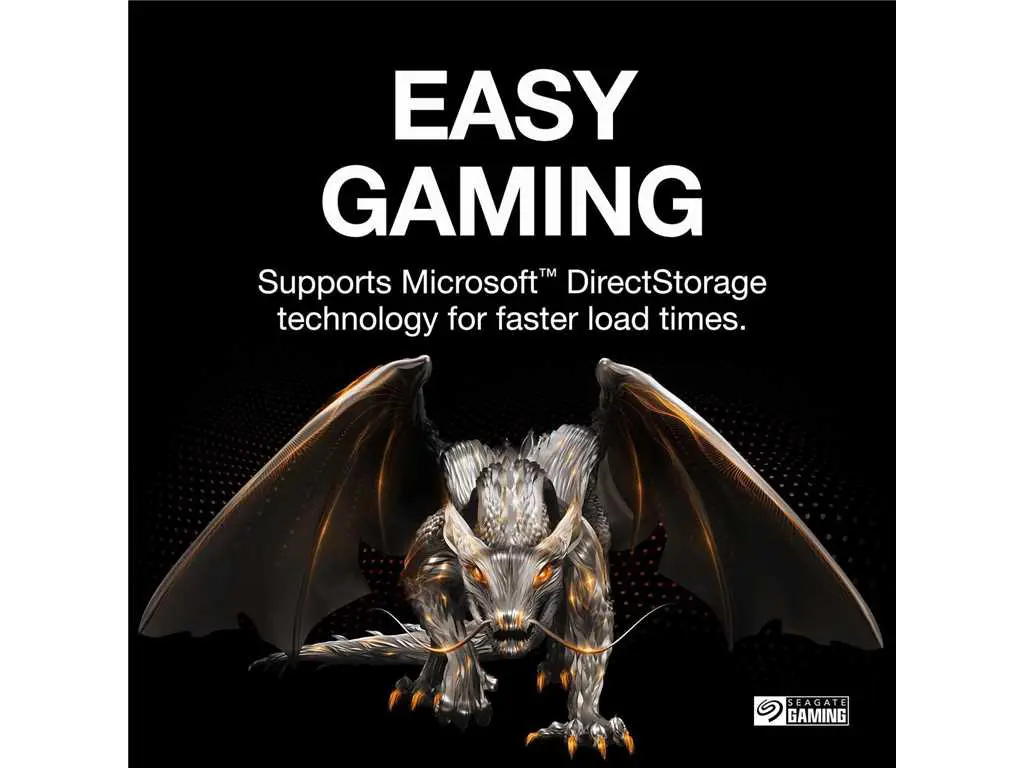 EASY
GAMING
Supports Microsoft™ DirectStorage
technology for faster load times.
SEAGATE
GAMING